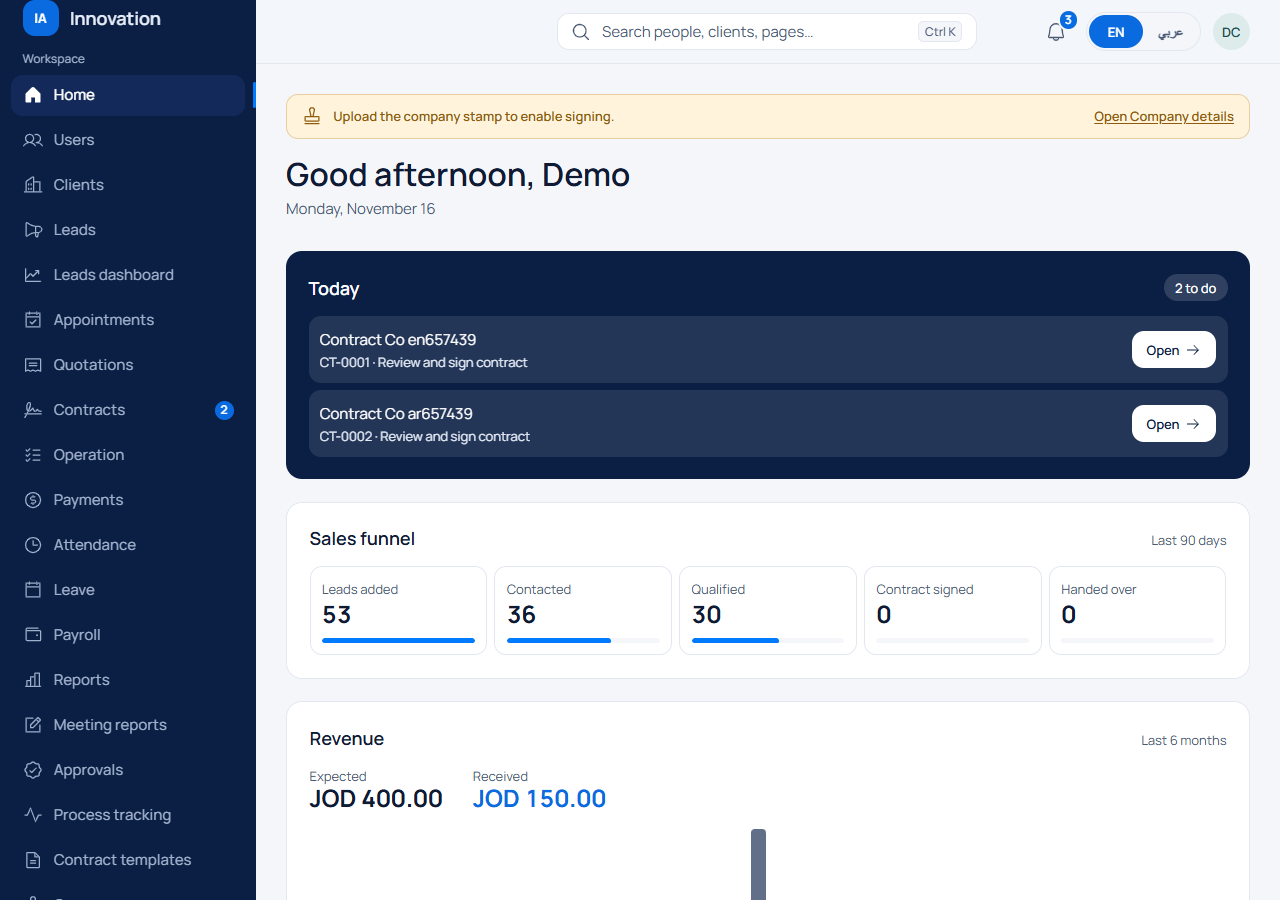 IA Innovation
Workspace
Home
Users
Clients
Leads
Leads dashboard
Appointments
Quotations
Contracts 2
Operation
Payments
Attendance
Leave
Payroll
Reports
Meeting reports
Approvals
Process tracking
Contract templates
Search people, clients, pages... Ctrl K
3
EN عربي
DC
Upload the company stamp to enable signing. Open Company details
Good afternoon, Demo
Monday, November 16
Today 2 to do
Contract Co en657439
CT-0001 · Review and sign contract
Open →
Contract Co ar657439
CT-0002 · Review and sign contract
Open →
Sales funnel Last 90 days
Leads added
53
Contacted
36
Qualified
30
Contract signed
0
Handed over
0
Revenue Last 6 months
Expected
JOD 400.00
Received
JOD 150.00